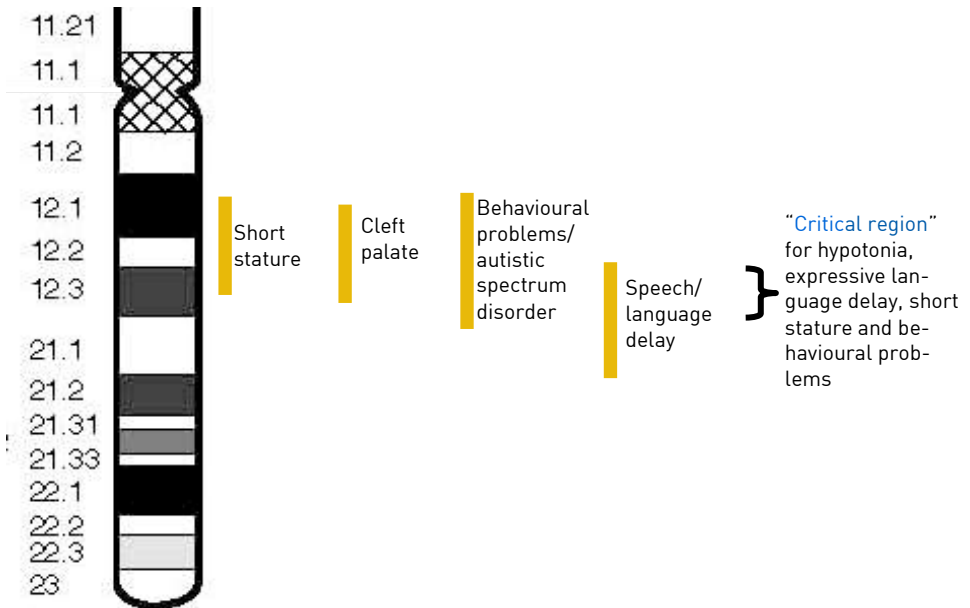 11.21
11.1
11.1
11.2
12.1
12.2
12.3
21.1
21.2
21.31
21.33
22.1
22.2
22.3
23
Short
stature
Cleft
palate
Behavioural
problems/
autistic
spectrum
disorder
Speech/
language
delay
“Critical region”
for hypotonia,
expressive lan-
guage delay, short
stature and be-
havioural prob-
lems